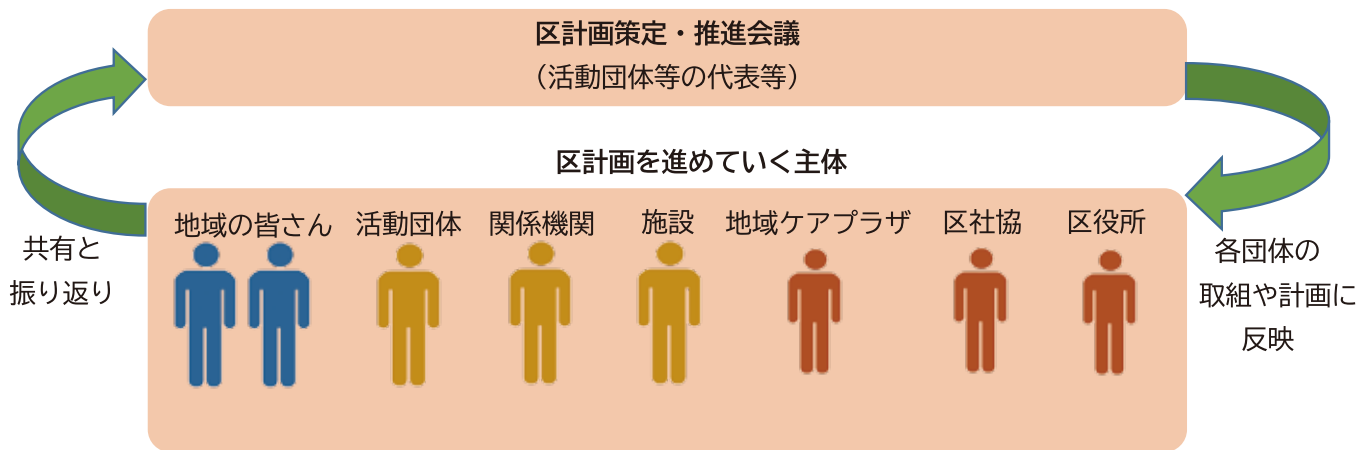 区計画策定・推進会議
（活動団体等の代表等）
区計画を進めていく主体
地域の皆さん
活動団体
関係機関
施設
地域ケアプラザ
区社協
区役所
共有と
振り返り
各団体の
取組や計画に
反映